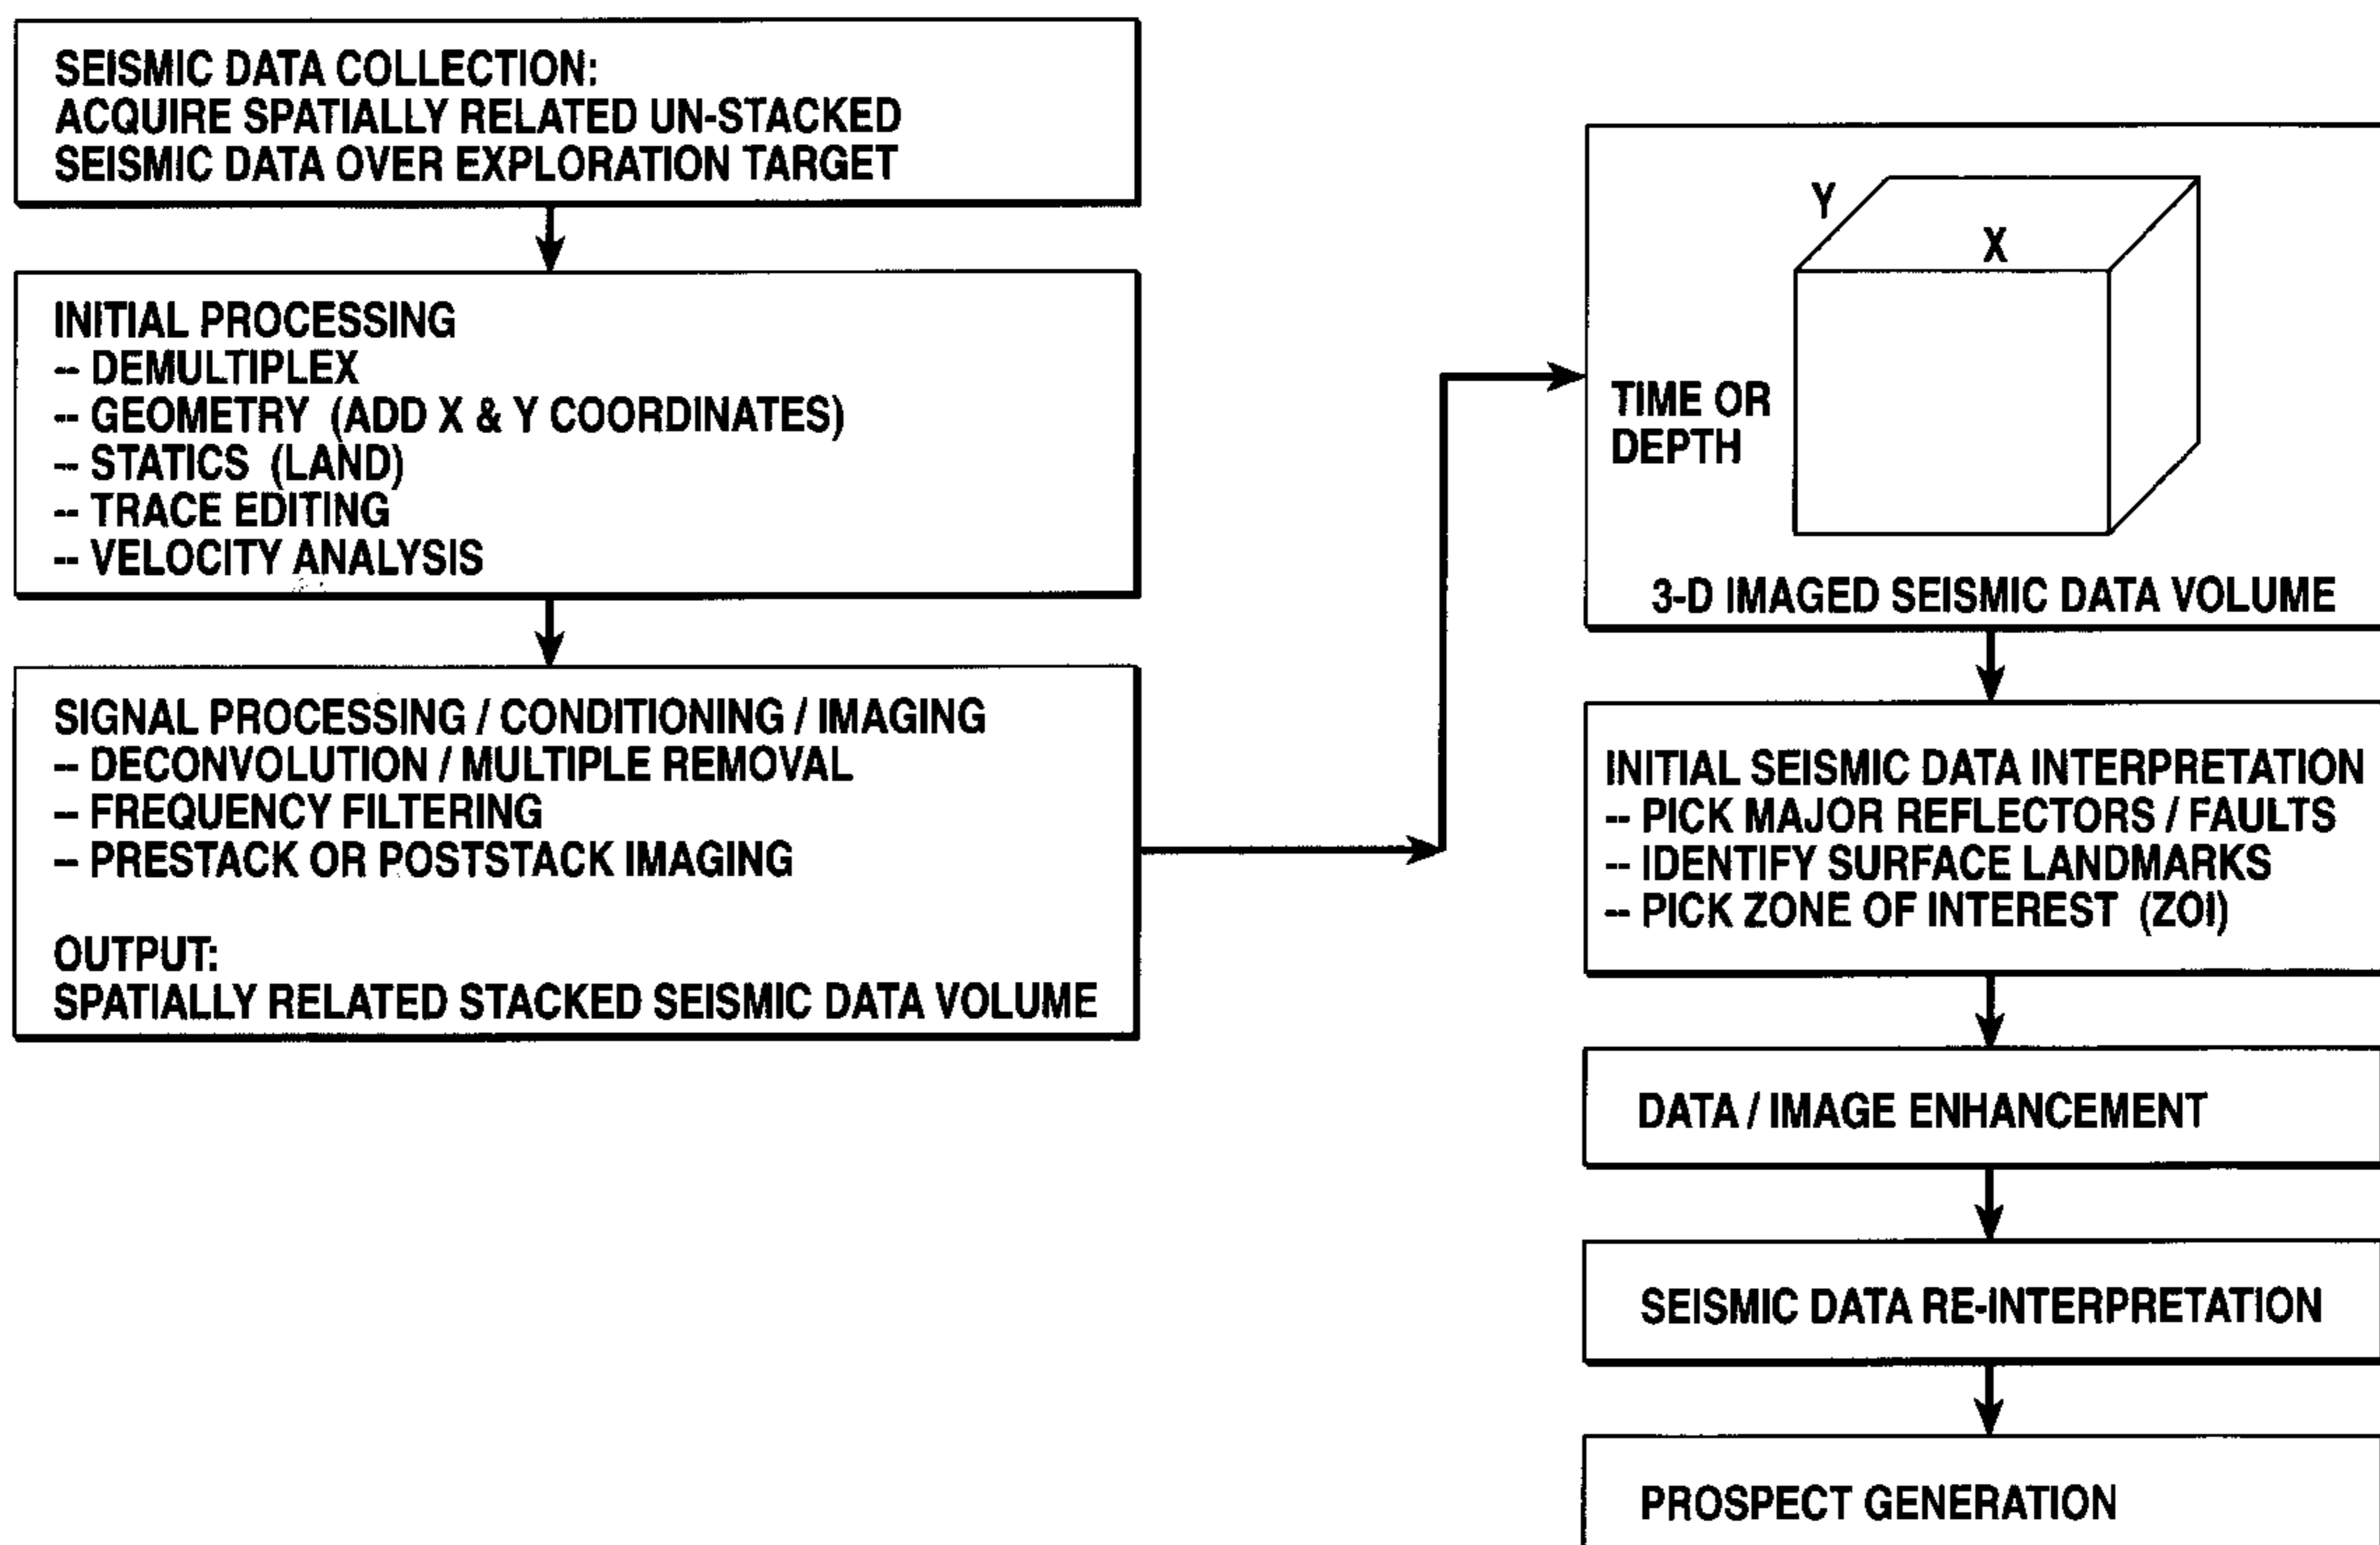 SEISMIC DATA COLLECTION:
ACQUIRE SPATIALLY RELATED UN-STACKED
SEISMIC DATA OVER EXPLORATION TARGET
INITIAL PROCESSING
-- DEMULTIPLEX
-- GEOMETRY (ADD X & Y COORDINATES)
-- STATICS (LAND)
-- TRACE EDITING
-- VELOCITY ANALYSIS
SIGNAL PROCESSING / CONDITIONING / IMAGING
– DECONVOLUTION / MULTIPLE REMOVAL
– FREQUENCY FILTERING
– PRESTACK OR POSTSTACK IMAGING
OUTPUT:
SPATIALLY RELATED STACKED SEISMIC DATA VOLUME
Y
X
TIME OR
DEPTH
3-D IMAGED SEISMIC DATA VOLUME
INITIAL SEISMIC DATA INTERPRETATION
-- PICK MAJOR REFLECTORS / FAULTS
-- IDENTIFY SURFACE LANDMARKS
-- PICK ZONE OF INTEREST (ZOI)
DATA / IMAGE ENHANCEMENT
SEISMIC DATA RE-INTERPRETATION
PROSPECT GENERATION